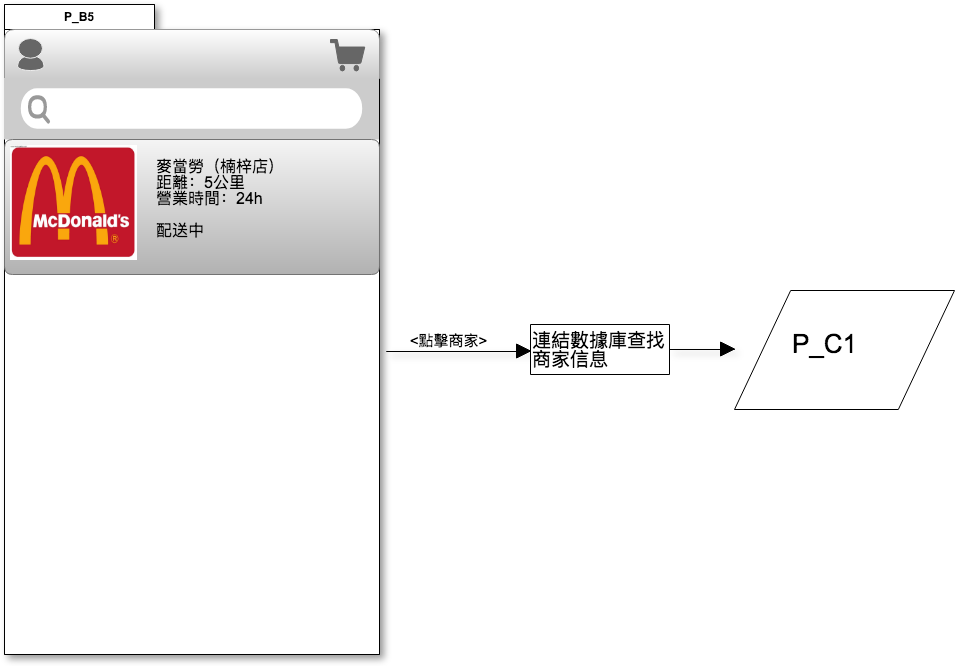 P_B5
麥當勞（楠梓店）
距離：5公里
營業時間：24h
配送中
McDonald's
®
<點擊商家>
連結數據庫查找
商家信息
P_C1